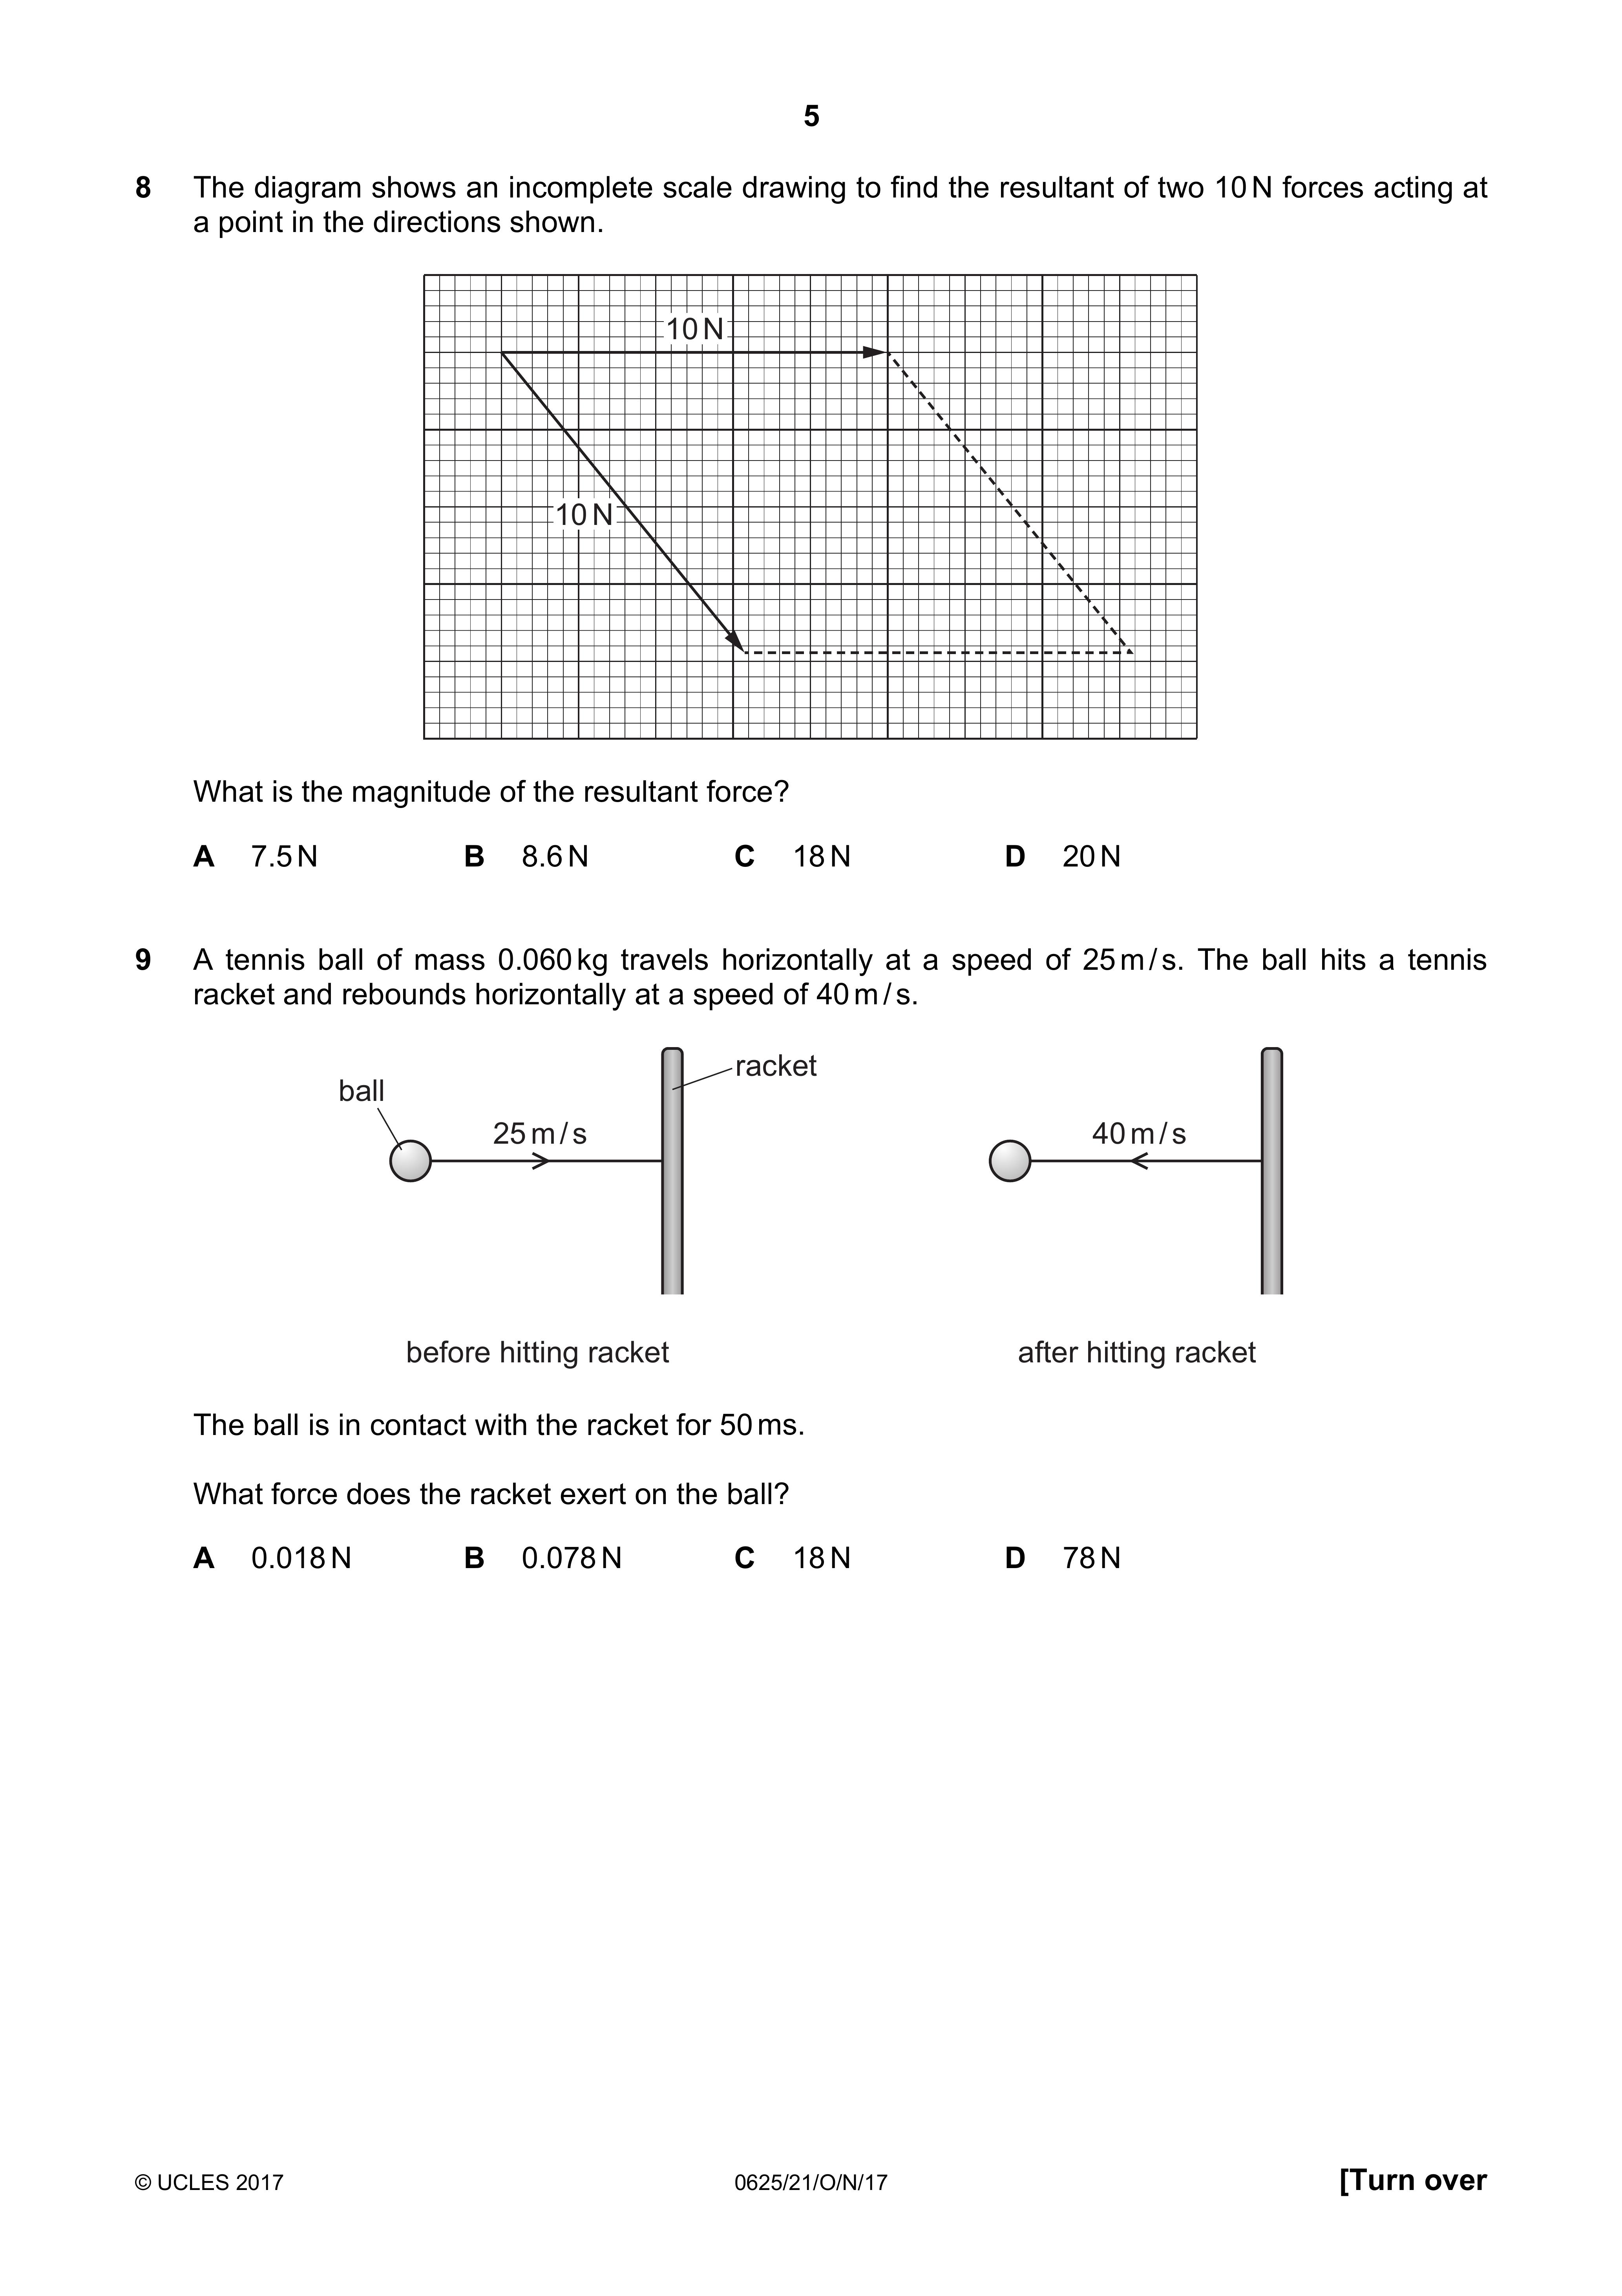 5
8 The diagram shows an incomplete scale drawing to find the resultant of two 10 N forces acting at
a point in the directions shown.
10 N
10 N
What is the magnitude of the resultant force?
A 7.5 N B 8.6 N C 18 N D 20 N
9 A tennis ball of mass 0.060 kg travels horizontally at a speed of 25 m / s. The ball hits a tennis
racket and rebounds horizontally at a speed of 40 m / s.
racket
ball
25 m / s 40 m / s
before hitting racket after hitting racket
The ball is in contact with the racket for 50 ms.
What force does the racket exert on the ball?
A 0.018 N B 0.078 N C 18 N D 78 N
© UCLES 2017 0625/21/O/N/17 [Turn over